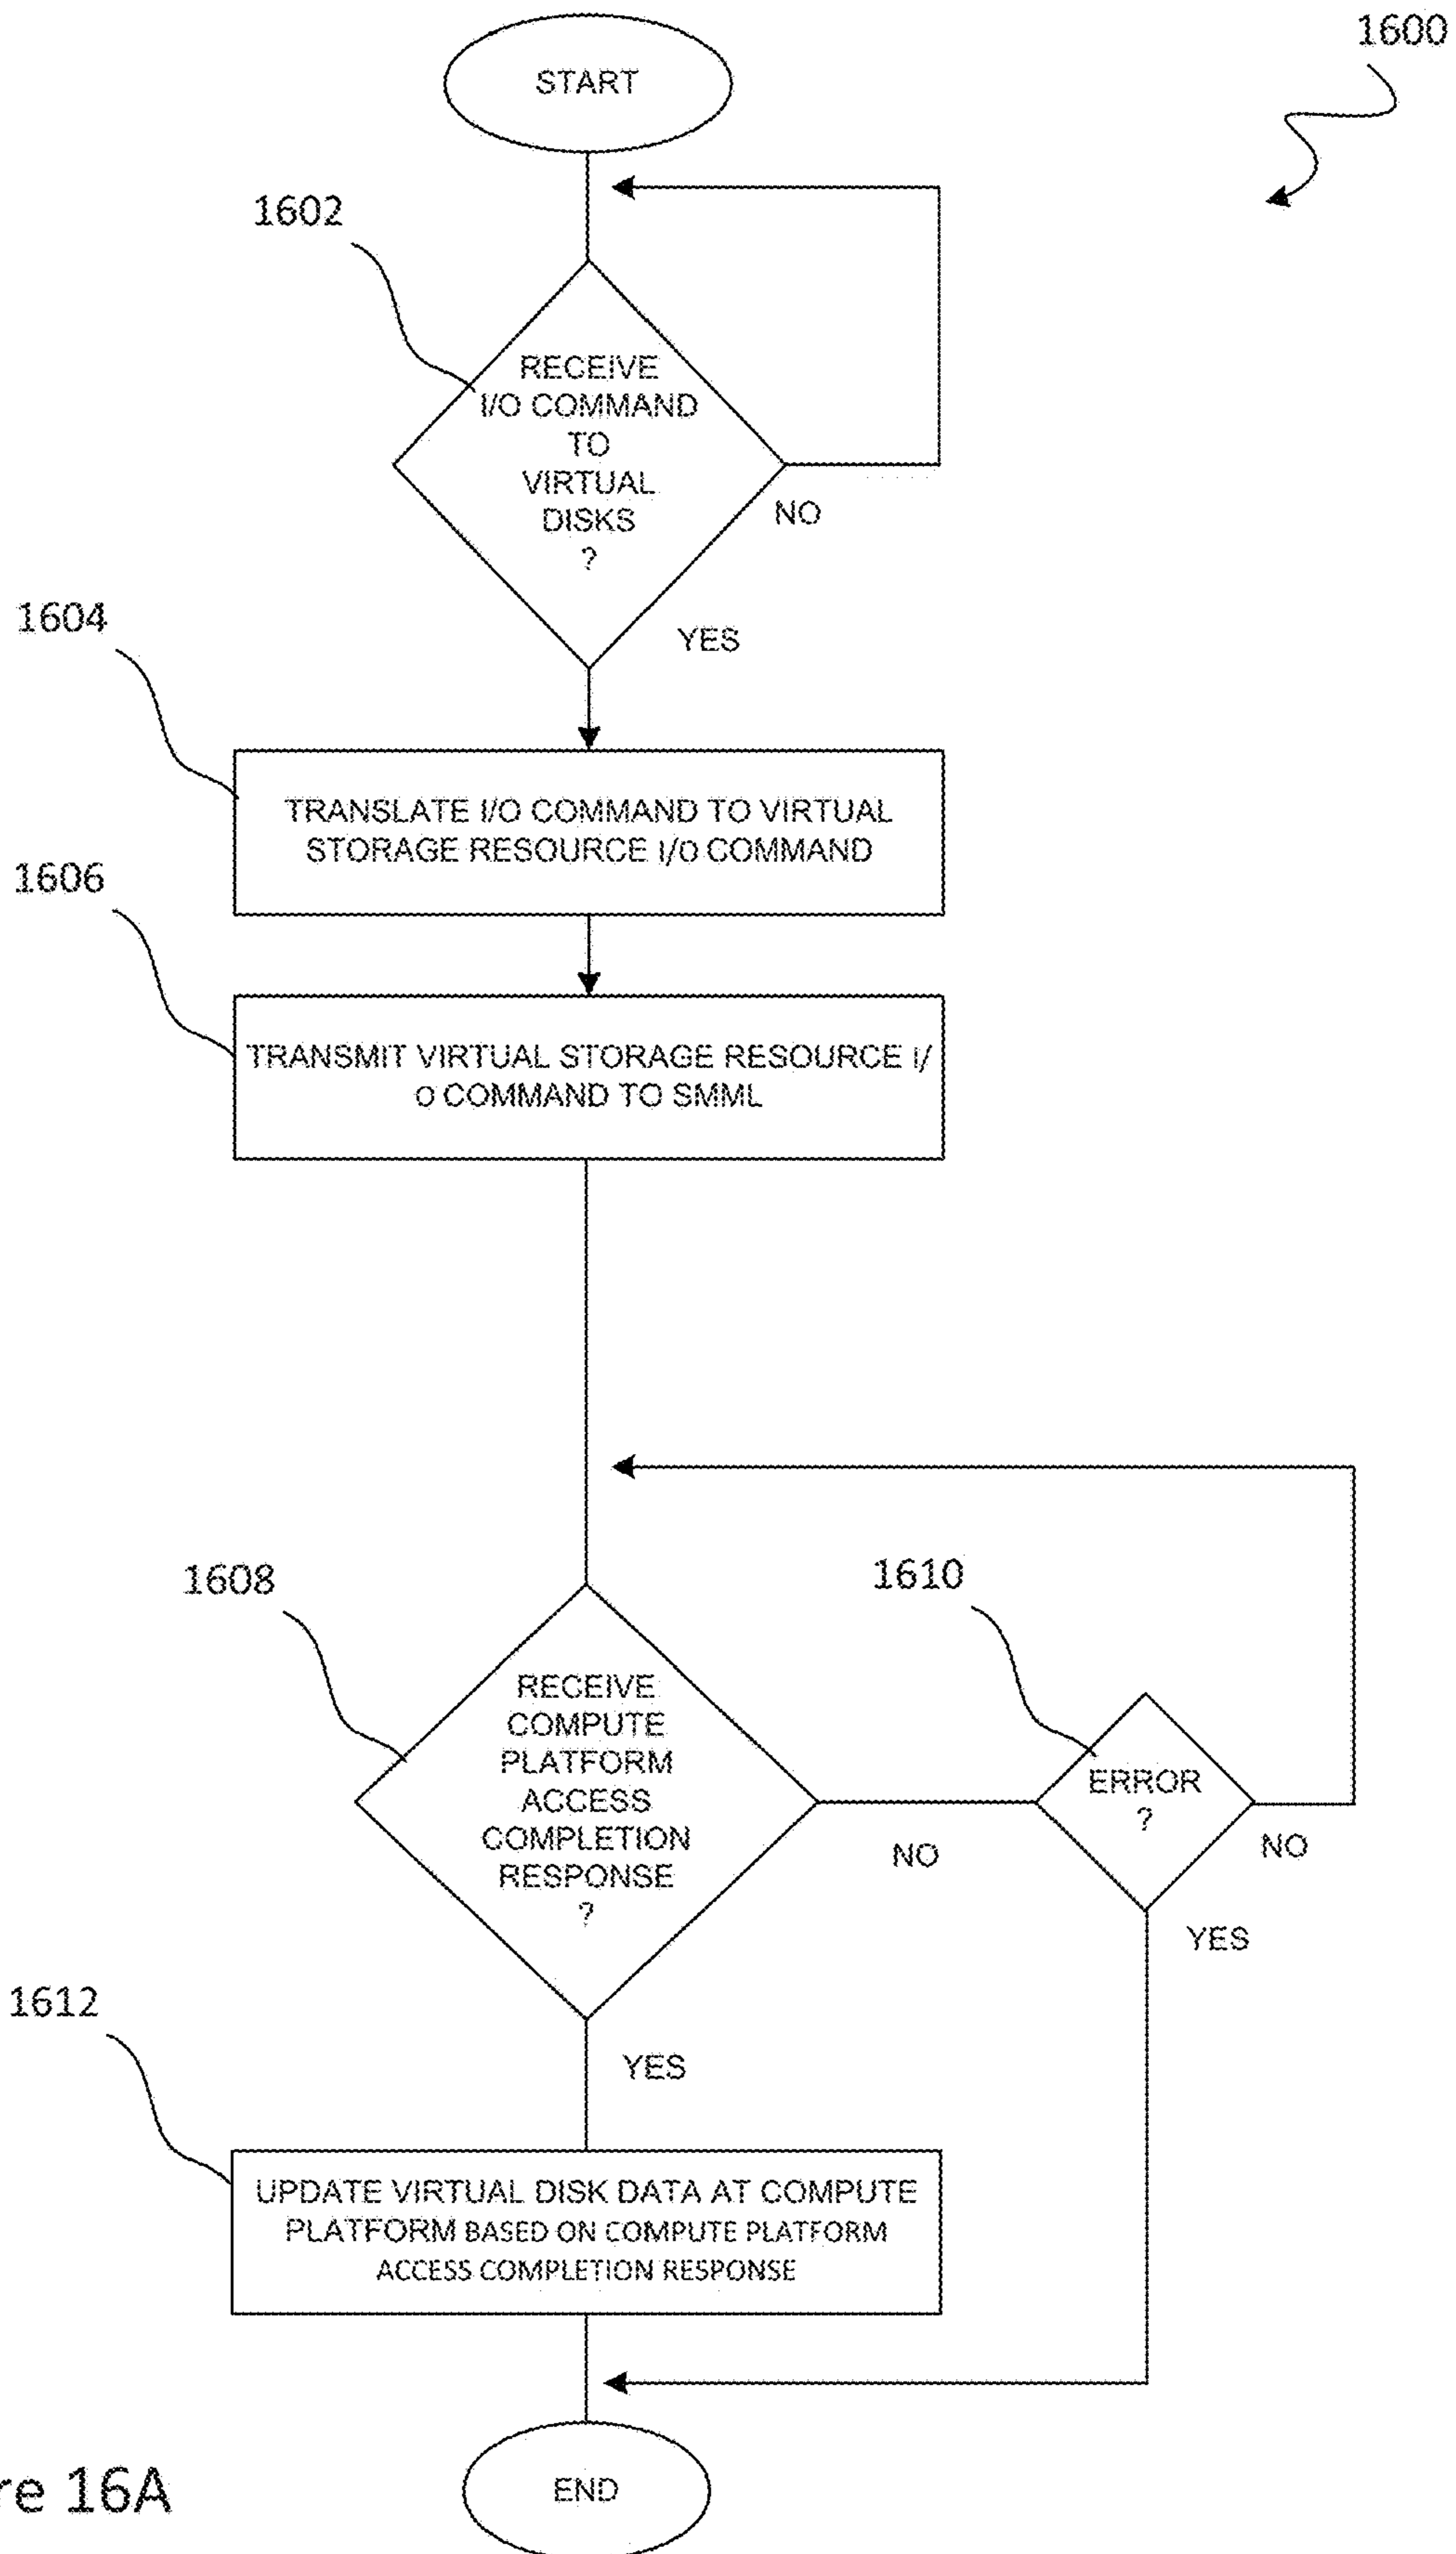 1600
START
1602
RECEIVE
I/O COMMAND
TO
VIRTUAL
DISKS
?
NO
YES
1604
TRANSLATE I/O COMMAND TO VIRTUAL
STORAGE RESOURCE I/O COMMAND
1606
TRANSMIT VIRTUAL STORAGE RESOURCE I/
O COMMAND TO SMML
1608
RECEIVE
COMPUTE
PLATFORM
ACCESS
COMPLETION
RESPONSE
?
NO
1610
ERROR
?
NO
YES
YES
1612
UPDATE VIRTUAL DISK DATA AT COMPUTE
PLATFORM BASED ON COMPUTE PLATFORM
ACCESS COMPLETION RESPONSE
END
re 16A